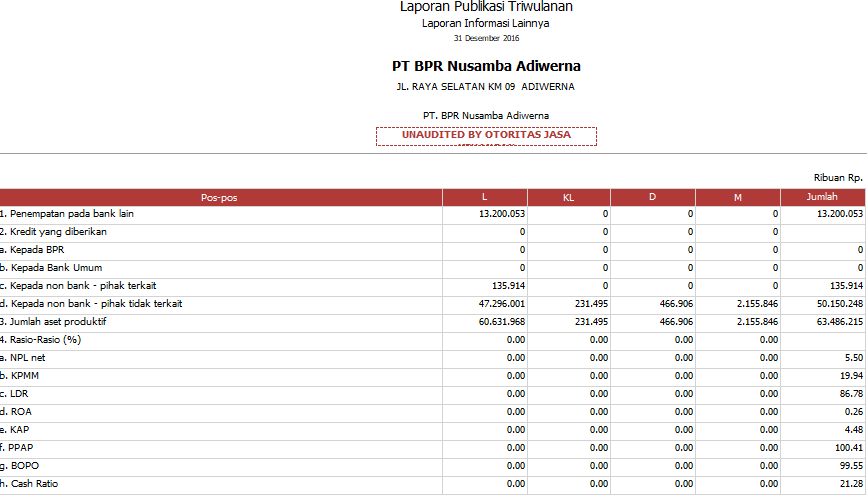 Laporan Publikasi Triwulanan
Laporan Informasi Lainnya
31 Desember 2016
PT BPR Nusamba Adiwerna
JL. RAYA SELATAN KM 09 ADIWERNA
PT. BPR Nusamba Adiwerna
UNAUDITED BY OTORITAS JASA
Ribuan Rp.
Pos-pos L KL D M Jumlah
1. Penempatan pada bank lain 13.200.053 0 0 0 13.200.053
2. Kredit yang diberikan 0 0 0 0
a. Kepada BPR 0 0 0 0 0
b. Kepada Bank Umum 0 0 0 0 0
c. Kepada non bank - pihak terkait 135.914 0 0 0 135.914
d. Kepada non bank - pihak tidak terkait 47.296.001 231.495 466.906 2.155.846 50.150.248
3. Jumlah aset produktif 60.631.968 231.495 466.906 2.155.846 63.486.215
4. Rasio-Rasio (%) 0.00 0.00 0.00 0.00
a. NPL net 0.00 0.00 0.00 0.00 5.50
b. KPMM 0.00 0.00 0.00 0.00 19.94
c. LDR 0.00 0.00 0.00 0.00 86.78
d. ROA 0.00 0.00 0.00 0.00 0.26
e. KAP 0.00 0.00 0.00 0.00 4.48
f. PPAP 0.00 0.00 0.00 0.00 100.41
g. BOPO 0.00 0.00 0.00 0.00 99.55
h. Cash Ratio 0.00 0.00 0.00 0.00 21.28